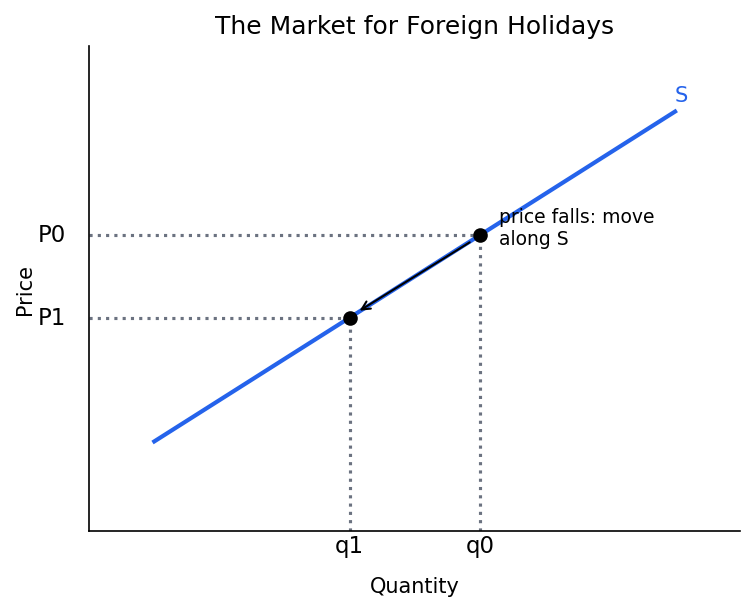 The Market for Foreign Holidays
S
price falls: move
along S
P0
P1
Price
q1
q0
Quantity